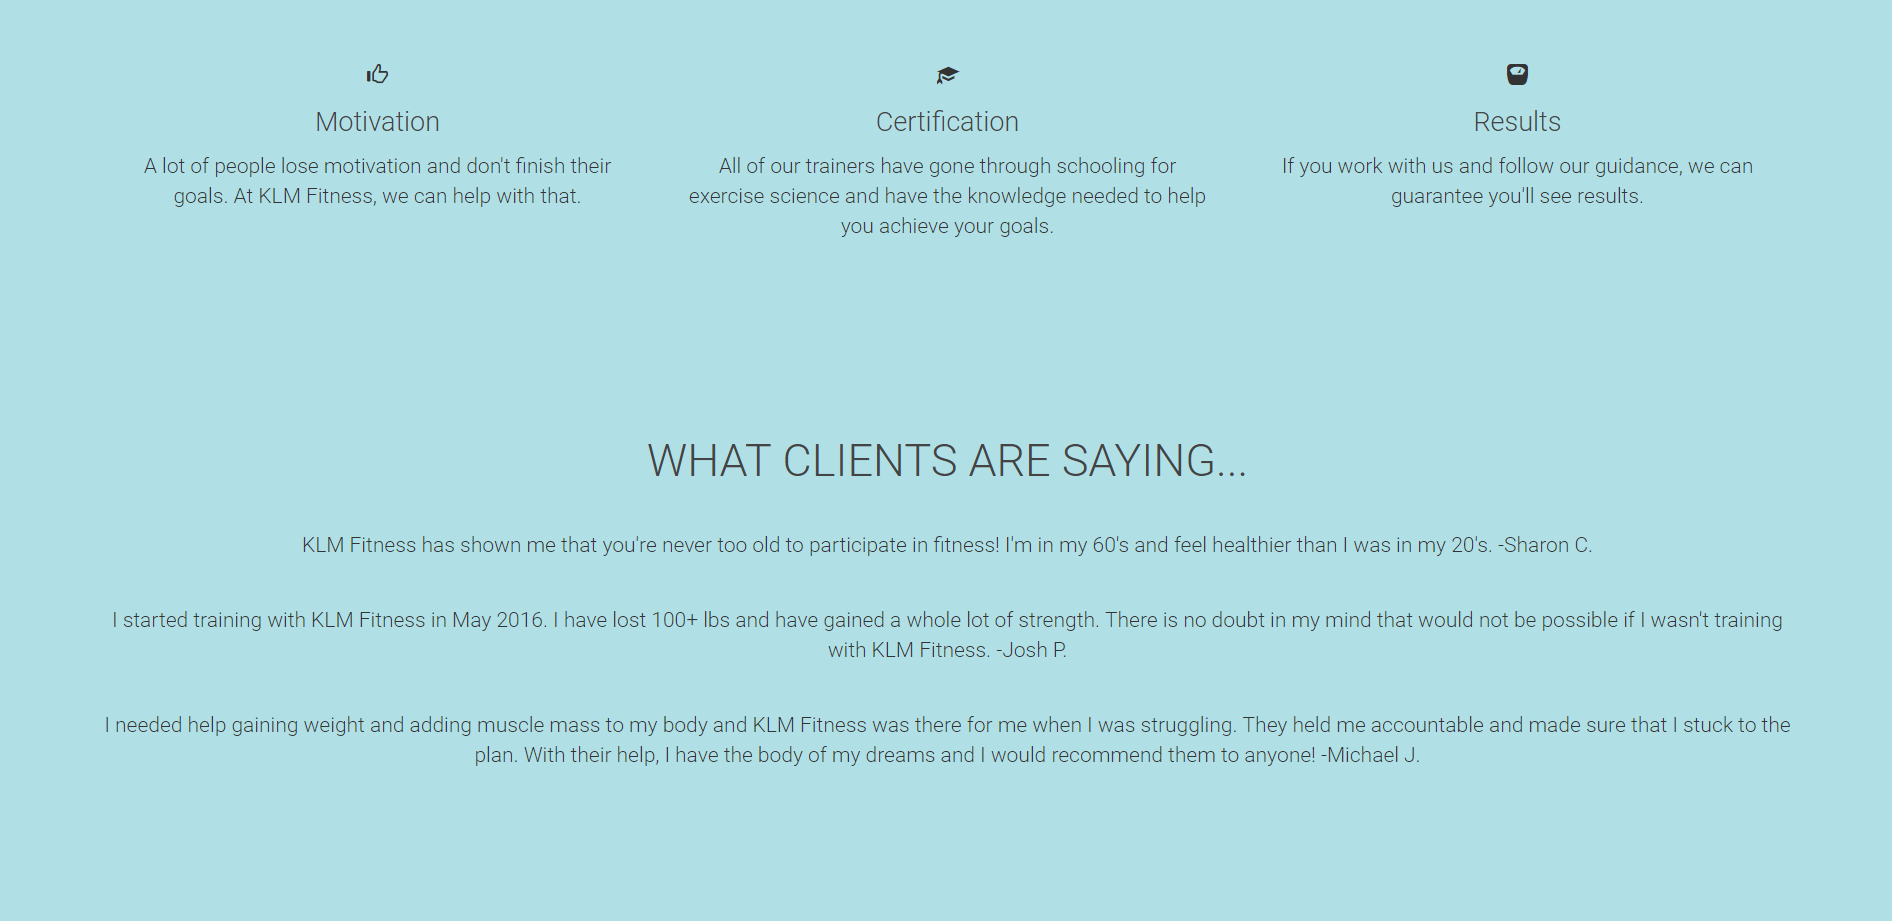 Motivation
A lot of people lose motivation and don't finish their
goals. At KLM Fitness, we can help with that.
Certification
All of our trainers have gone through schooling for
exercise science and have the knowledge needed to help
you achieve your goals.
Results
If you work with us and follow our guidance, we can
guarantee you'll see results.
WHAT CLIENTS ARE SAYING...
KLM Fitness has shown me that you're never too old to participate in fitness! I'm in my 60's and feel healthier than I was in my 20's. -Sharon C.
I started training with KLM Fitness in May 2016. I have lost 100+ lbs and have gained a whole lot of strength. There is no doubt in my mind that would not be possible if I wasn't training
with KLM Fitness. -Josh P.
I needed help gaining weight and adding muscle mass to my body and KLM Fitness was there for me when I was struggling. They held me accountable and made sure that I stuck to the
plan. With their help, I have the body of my dreams and I would recommend them to anyone! -Michael J.